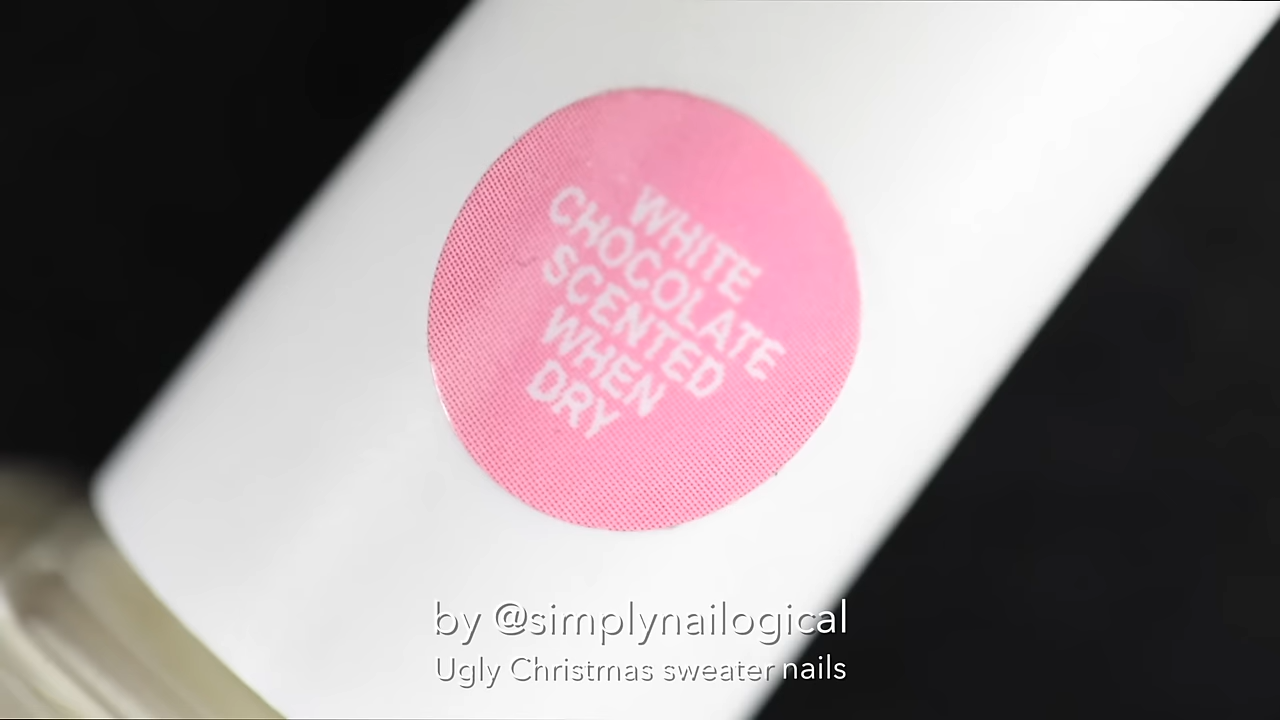 WHITE
CHOCOLATE
SCENTED
WHEN
DRY
by @simplynailogical
Ugly Christmas sweater nails